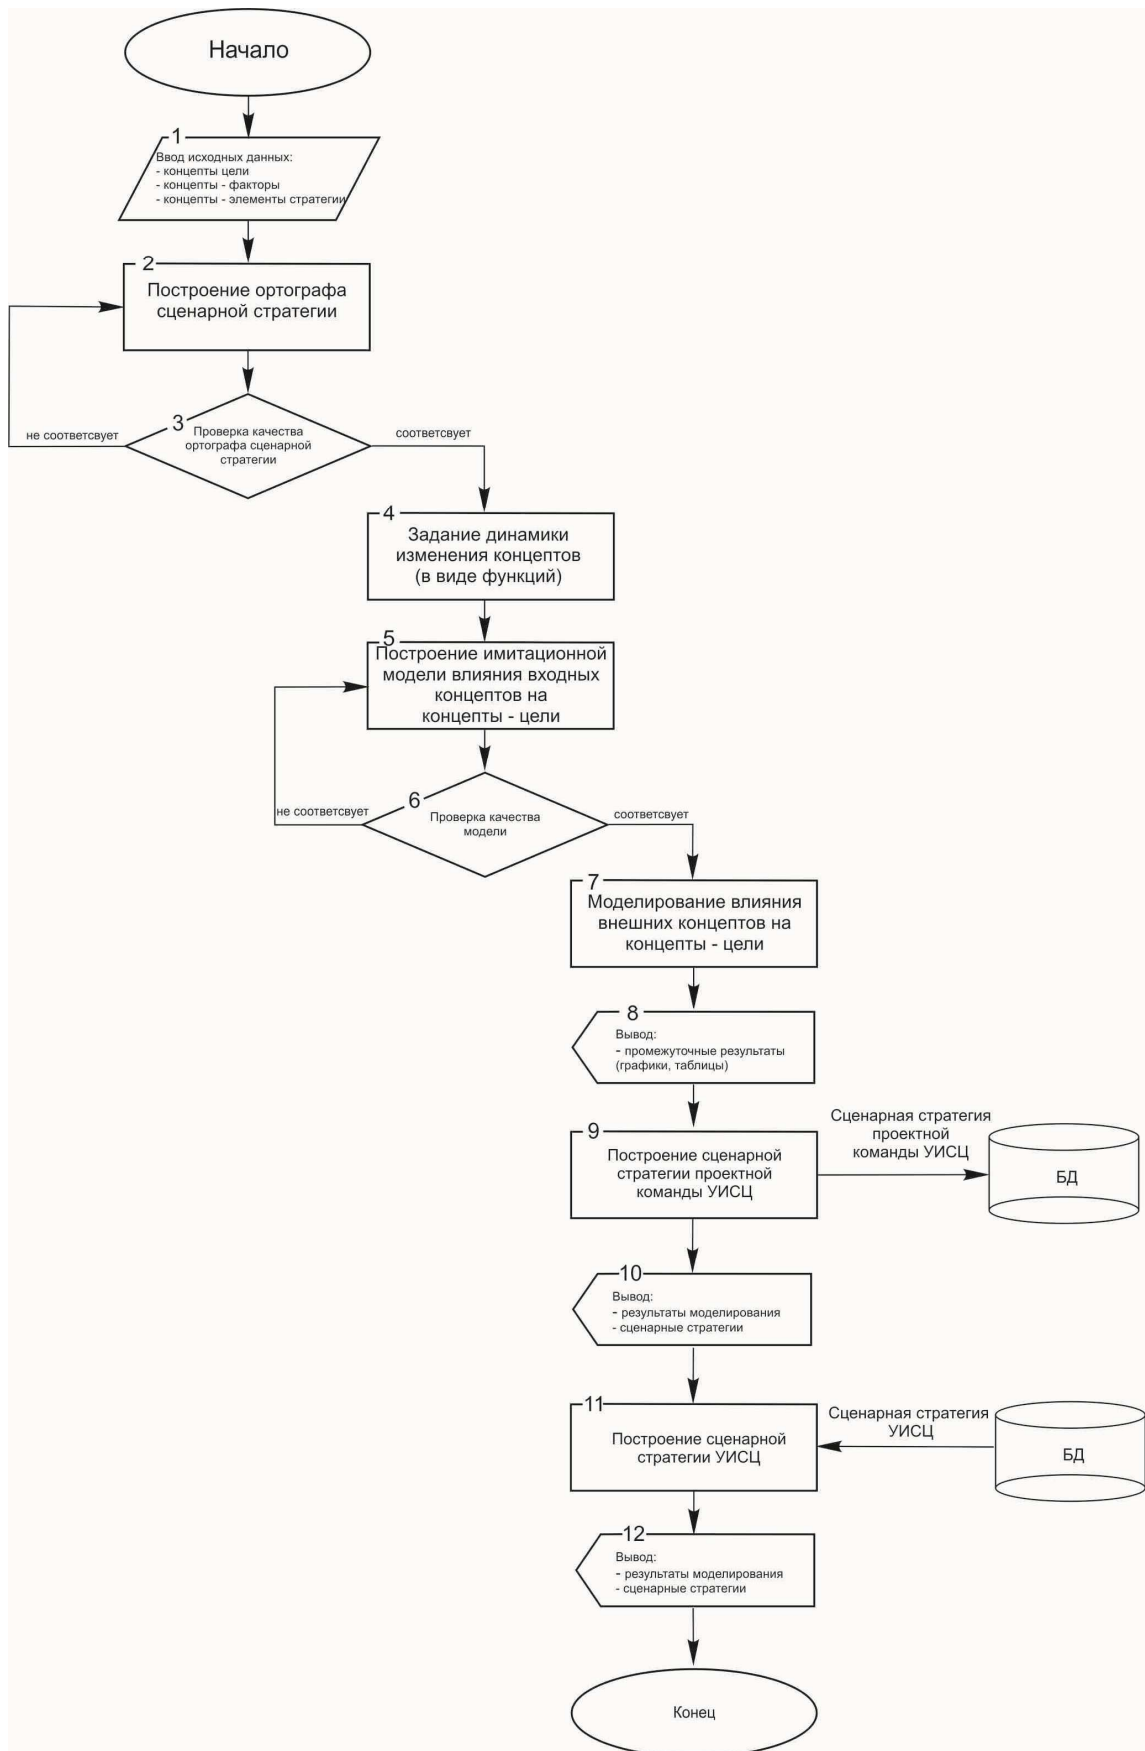 Начало
1
Ввод исходных данных:
- концепты цели
- концепты - факторы
- концепты - элементы стратегии
2
Построение ортографа
сценарной стратегии
3
Проверка качества
ортографа сценарной
стратегии
не соответсвует
соответсвует
4
Задание динамики
изменения концептов
(в виде функций)
5
Построение имитационной
модели влияния входных
концептов на
концепты - цели
6
Проверка качества
модели
не соответсвует
соответсвует
7
Моделирование влияния
внешних концептов на
концепты - цели
8
Вывод:
- промежуточные результаты
(графики, таблицы)
9
Построение сценарной
стратегии проектной
команды УИСЦ
Сценарная стратегия
проектной
команды УИСЦ
БД
10
Вывод:
- результаты моделирования
- сценарные стратегии
11
Построение сценарной
стратегии УИСЦ
Сценарная стратегия
УИСЦ
БД
12
Вывод:
- результаты моделирования
- сценарные стратегии
Конец